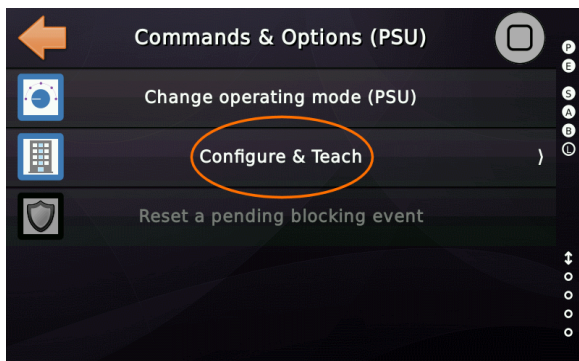 Commands & Options (PSU)
Change operating mode (PSU)
Configure & Teach
Reset a pending blocking event
P
E
S
A
B
L